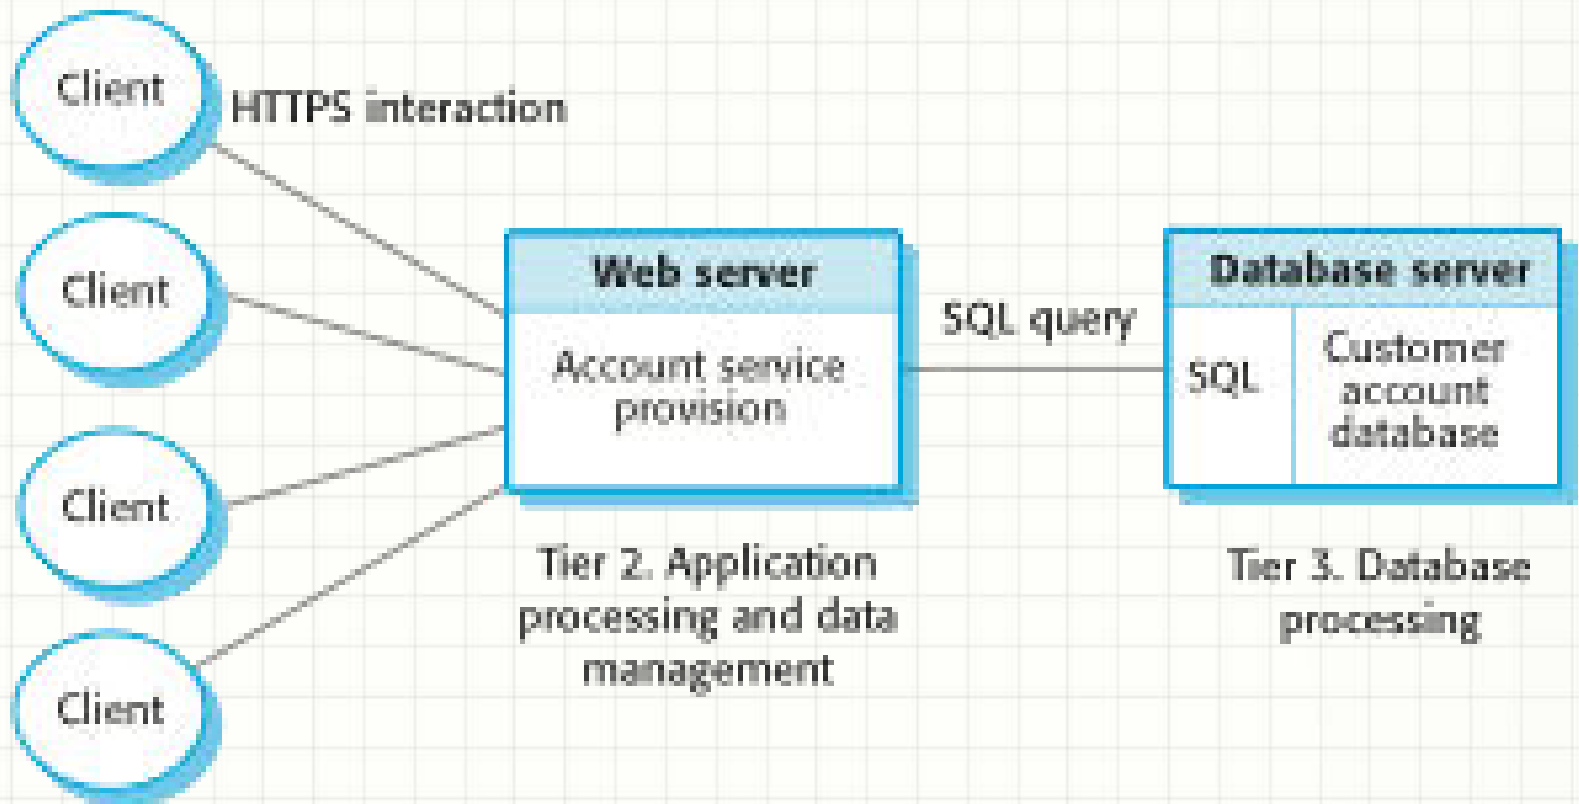 Client
HTTPS interaction
Client
Client
Client
Web server
Account service
provision
SQL query
Database server
SQL
Customer
account
database
Tier 2. Application
processing and data
management
Tier 3. Database
processing